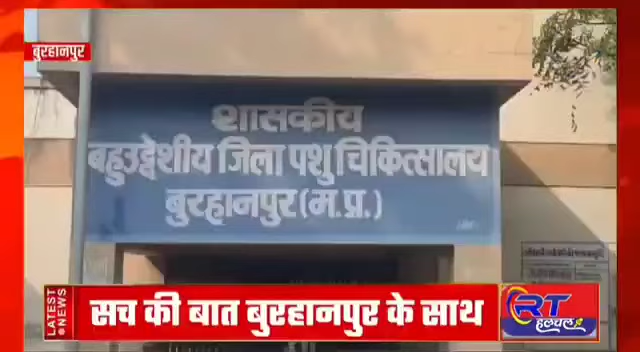 बुरहानपुर
शासकीय
बहुउद्देशीय जिला पशु चिकित्सालय
बुरहानपुर (म.प्र.)
LATEST NEWS
सच की बात बुरहानपुर के साथ
RT
हलचल